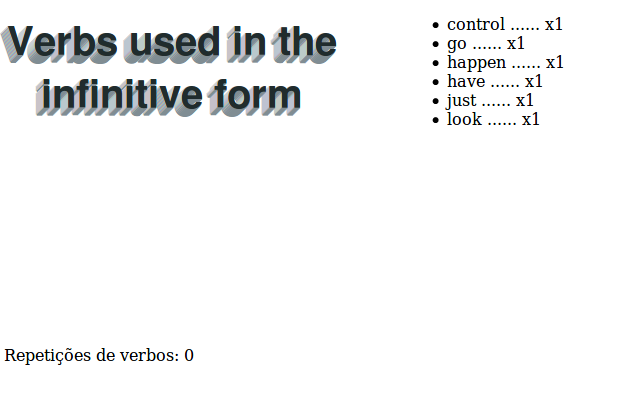 Verbs used in the
infinitive form
control ...... x1
go ...... x1
happen ...... x1
have ...... x1
just ...... x1
look ...... x1
Repetições de verbos: 0